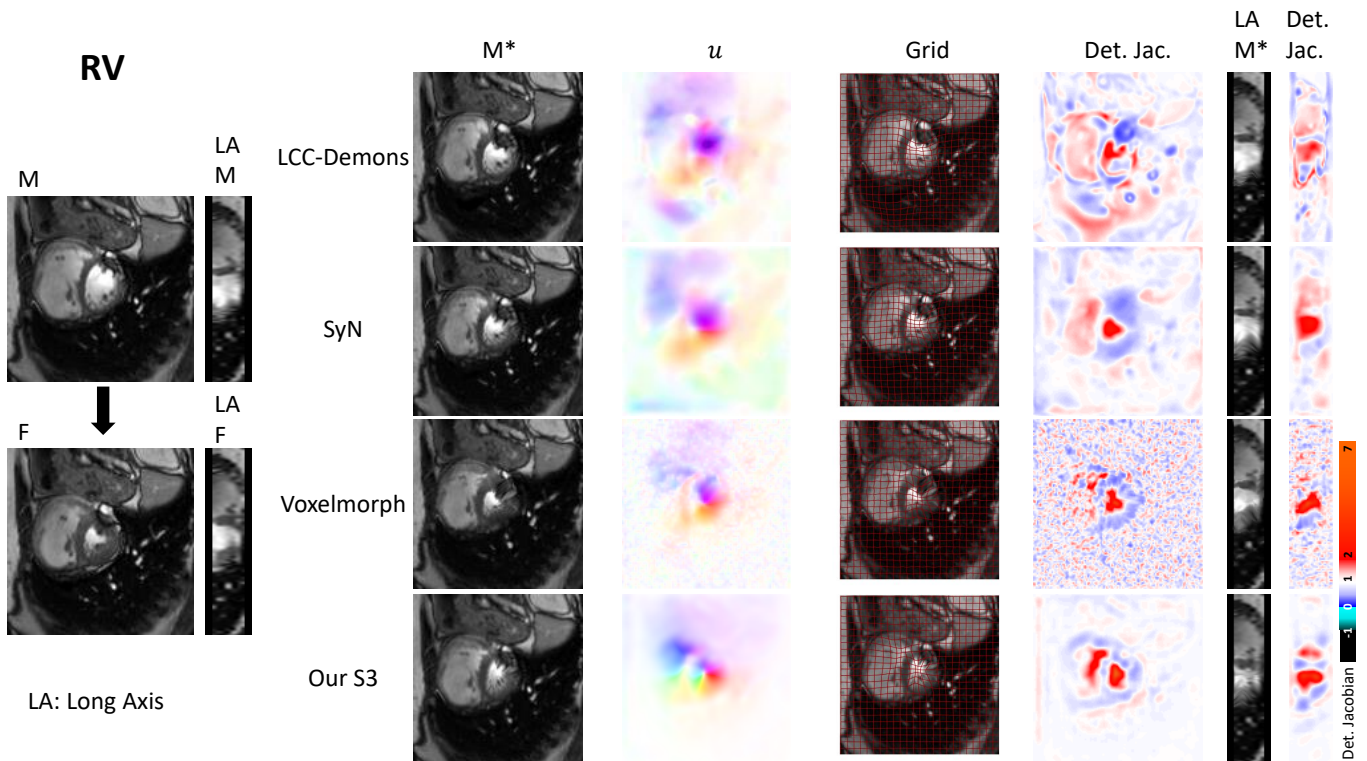 RV
M
LA
M
F
LA
F
LA: Long Axis
M*
u
Grid
Det. Jac.
LA
M*
Det.
Jac.
LCC-Demons
SyN
Voxelmorph
Our S3
Det. Jacobian
-1 0 1 2 7